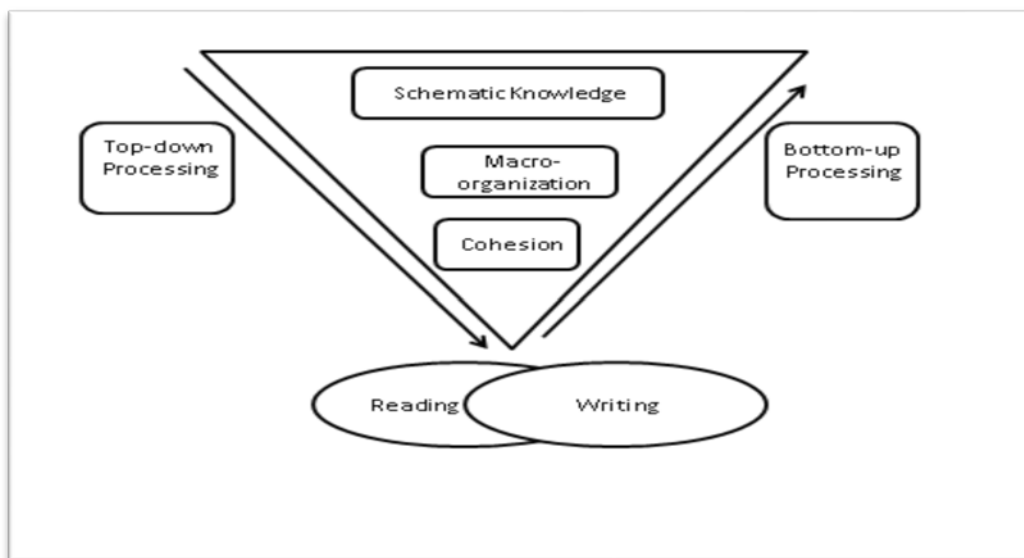 Schematic Knowledge
Top-down
Processing
Macro-
organization
Bottom-up
Processing
Cohesion
Reading
Writing